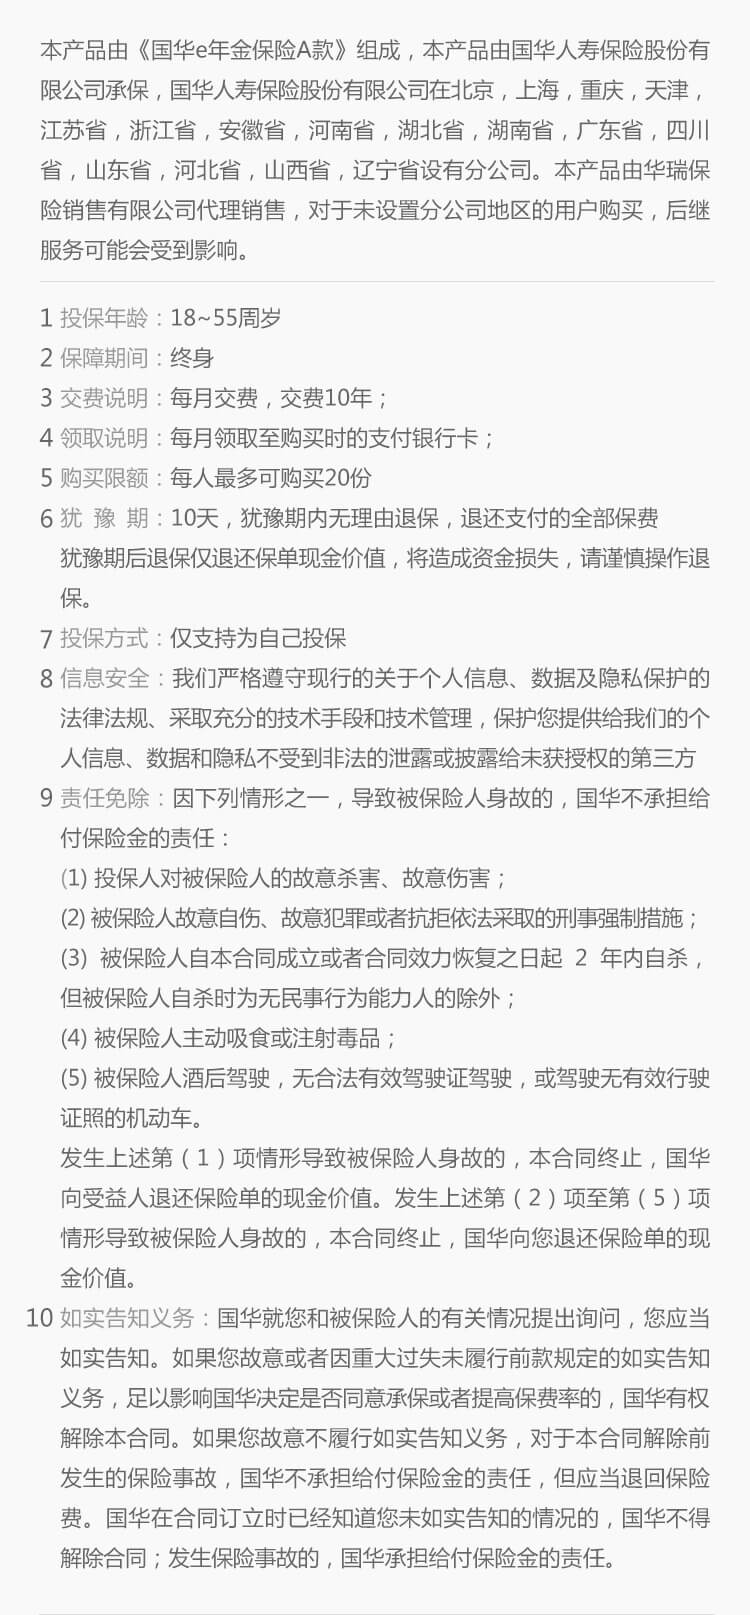 本产品由《国华e年金保险A款》组成，本产品由国华人寿保险股份有
限公司承保，国华人寿保险股份有限公司在北京，上海，重庆，天津，
江苏省，浙江省，安徽省，河南省，湖北省，湖南省，广东省，四川
省，山东省，河北省，山西省，辽宁省设有分公司。本产品由华瑞保
险销售有限公司代理销售，对于未设置分公司地区的用户购买，后继
服务可能会受到影响。
1 投保年龄：18~55周岁
2 保障期间：终身
3 交费说明：每月交费，交费10年；
4 领取说明：每月领取至购买时的支付银行卡；
5 购买限额：每人最多可购买20份
6 犹 豫 期：10天，犹豫期内无理由退保，退还支付的全部保费
犹豫期后退保仅退还保单现金价值，将造成资金损失，请谨慎操作退
保。
7 投保方式：仅支持为自己投保
8 信息安全：我们严格遵守现行的关于个人信息、数据及隐私保护的
法律法规、采取充分的技术手段和技术管理，保护您提供给我们的个
人信息、数据和隐私不受到非法的泄露或披露给未获授权的第三方
9 责任免除：因下列情形之一，导致被保险人身故的，国华不承担给
付保险金的责任：
(1) 投保人对被保险人的故意杀害、故意伤害；
(2) 被保险人故意自伤、故意犯罪或者抗拒依法采取的刑事强制措施；
(3) 被保险人自本合同成立或者合同效力恢复之日起 2 年内自杀，
但被保险人自杀时为无民事行为能力人的除外；
(4) 被保险人主动吸食或注射毒品；
(5) 被保险人酒后驾驶，无合法有效驾驶证驾驶，或驾驶无有效行驶
证照的机动车。
发生上述第（1）项情形导致被保险人身故的，本合同终止，国华
向受益人退还保险单的现金价值。发生上述第（2）项至第（5）项
情形导致被保险人身故的，本合同终止，国华向您退还保险单的现
金价值。
10 如实告知义务：国华就您和被保险人的有关情况提出询问，您应当
如实告知。如果您故意或者因重大过失未履行前款规定的如实告知
义务，足以影响国华决定是否同意承保或者提高保费率的，国华有权
解除本合同。如果您故意不履行如实告知义务，对于本合同解除前
发生的保险事故，国华不承担给付保险金的责任，但应当退回保险
费。国华在合同订立时已经知道您未如实告知的情况的，国华不得
解除合同；发生保险事故的，国华承担给付保险金的责任。